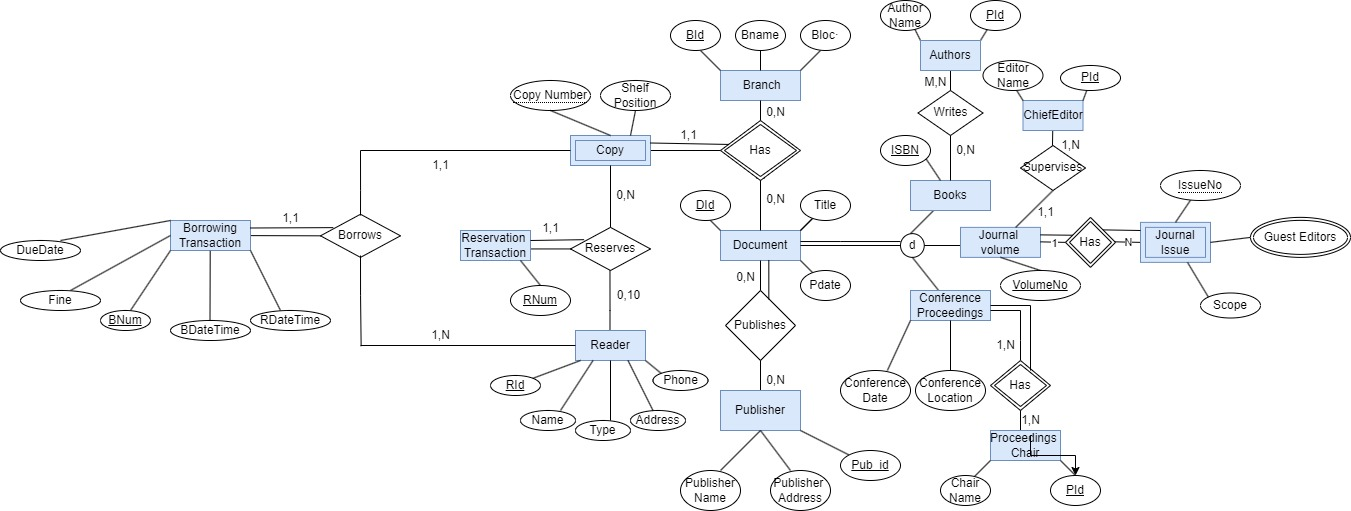 Author
Name
PId
BId
Bname
Bloc
Authors
Editor
Name
PId
M,N
Branch
Copy Number
Shelf
Position
0,N
Writes
ChiefEditor
1,1
Copy
Has
ISBN
0,N
1,N
Supervises
1,1
0,N
0,N
Books
IssueNo
DId
Title
1,1
1,1
1,1
Borrowing
Transaction
Borrows
Reservation
Transaction
Reserves
Document
d
Journal
volume
1
Has
N
Journal
Issue
Guest Editors
DueDate
0,N
Pdate
VolumeNo
Fine
BNum
BDateTime
RDateTime
RNum
0,10
Conference
Proceedings
Scope
Publishes
1,N
Reader
1,N
RId
Phone
0,N
Conference
Date
Conference
Location
Has
Name
Type
Address
Publisher
1,N
Proceedings
Chair
Pub_id
Publisher
Name
Publisher
Address
Chair
Name
PId